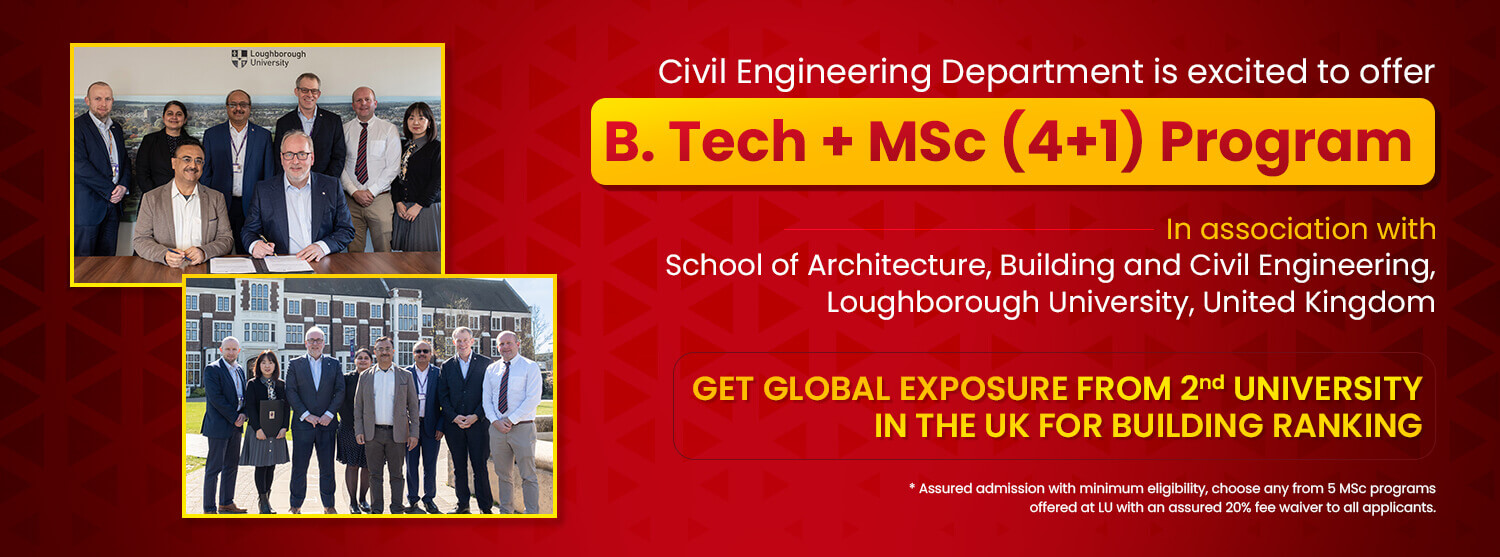 Loughborough
University
Civil Engineering Department is excited to offer
B. Tech + MSc (4+1) Program
In association with
School of Architecture, Building and Civil Engineering,
Loughborough University, United Kingdom
GET GLOBAL EXPOSURE FROM 2nd UNIVERSITY
IN THE UK FOR BUILDING RANKING
* Assured admission with minimum eligibility, choose any from 5 MSc programs
offered at LU with an assured 20% fee waiver to all applicants.